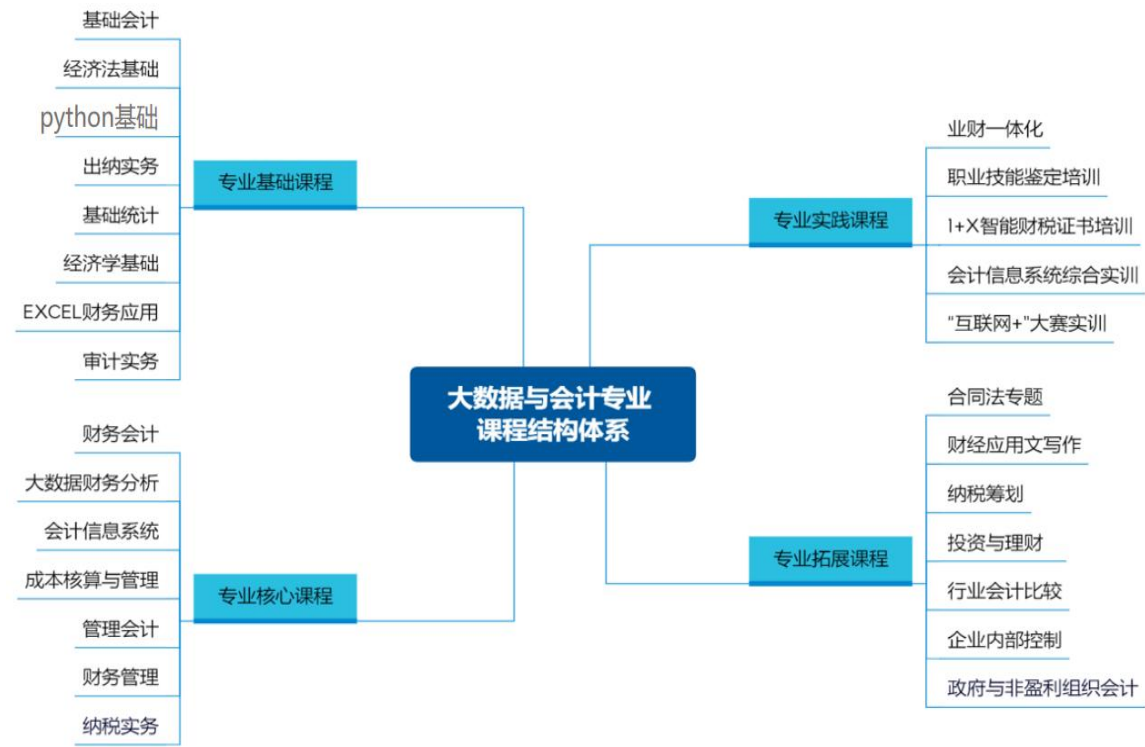 基础会计
经济法基础
python基础
出纳实务
基础统计
经济学基础
EXCEL财务应用
审计实务
专业基础课程
财务会计
大数据财务分析
会计信息系统
成本核算与管理
管理会计
财务管理
纳税实务
专业核心课程
大数据与会计专业
课程结构体系
专业实践课程
业财一体化
职业技能鉴定培训
1+X智能财税证书培训
会计信息系统综合实训
"互联网+"大赛实训
专业拓展课程
合同法专题
财经应用文写作
纳税筹划
投资与理财
行业会计比较
企业内部控制
政府与非盈利组织会计